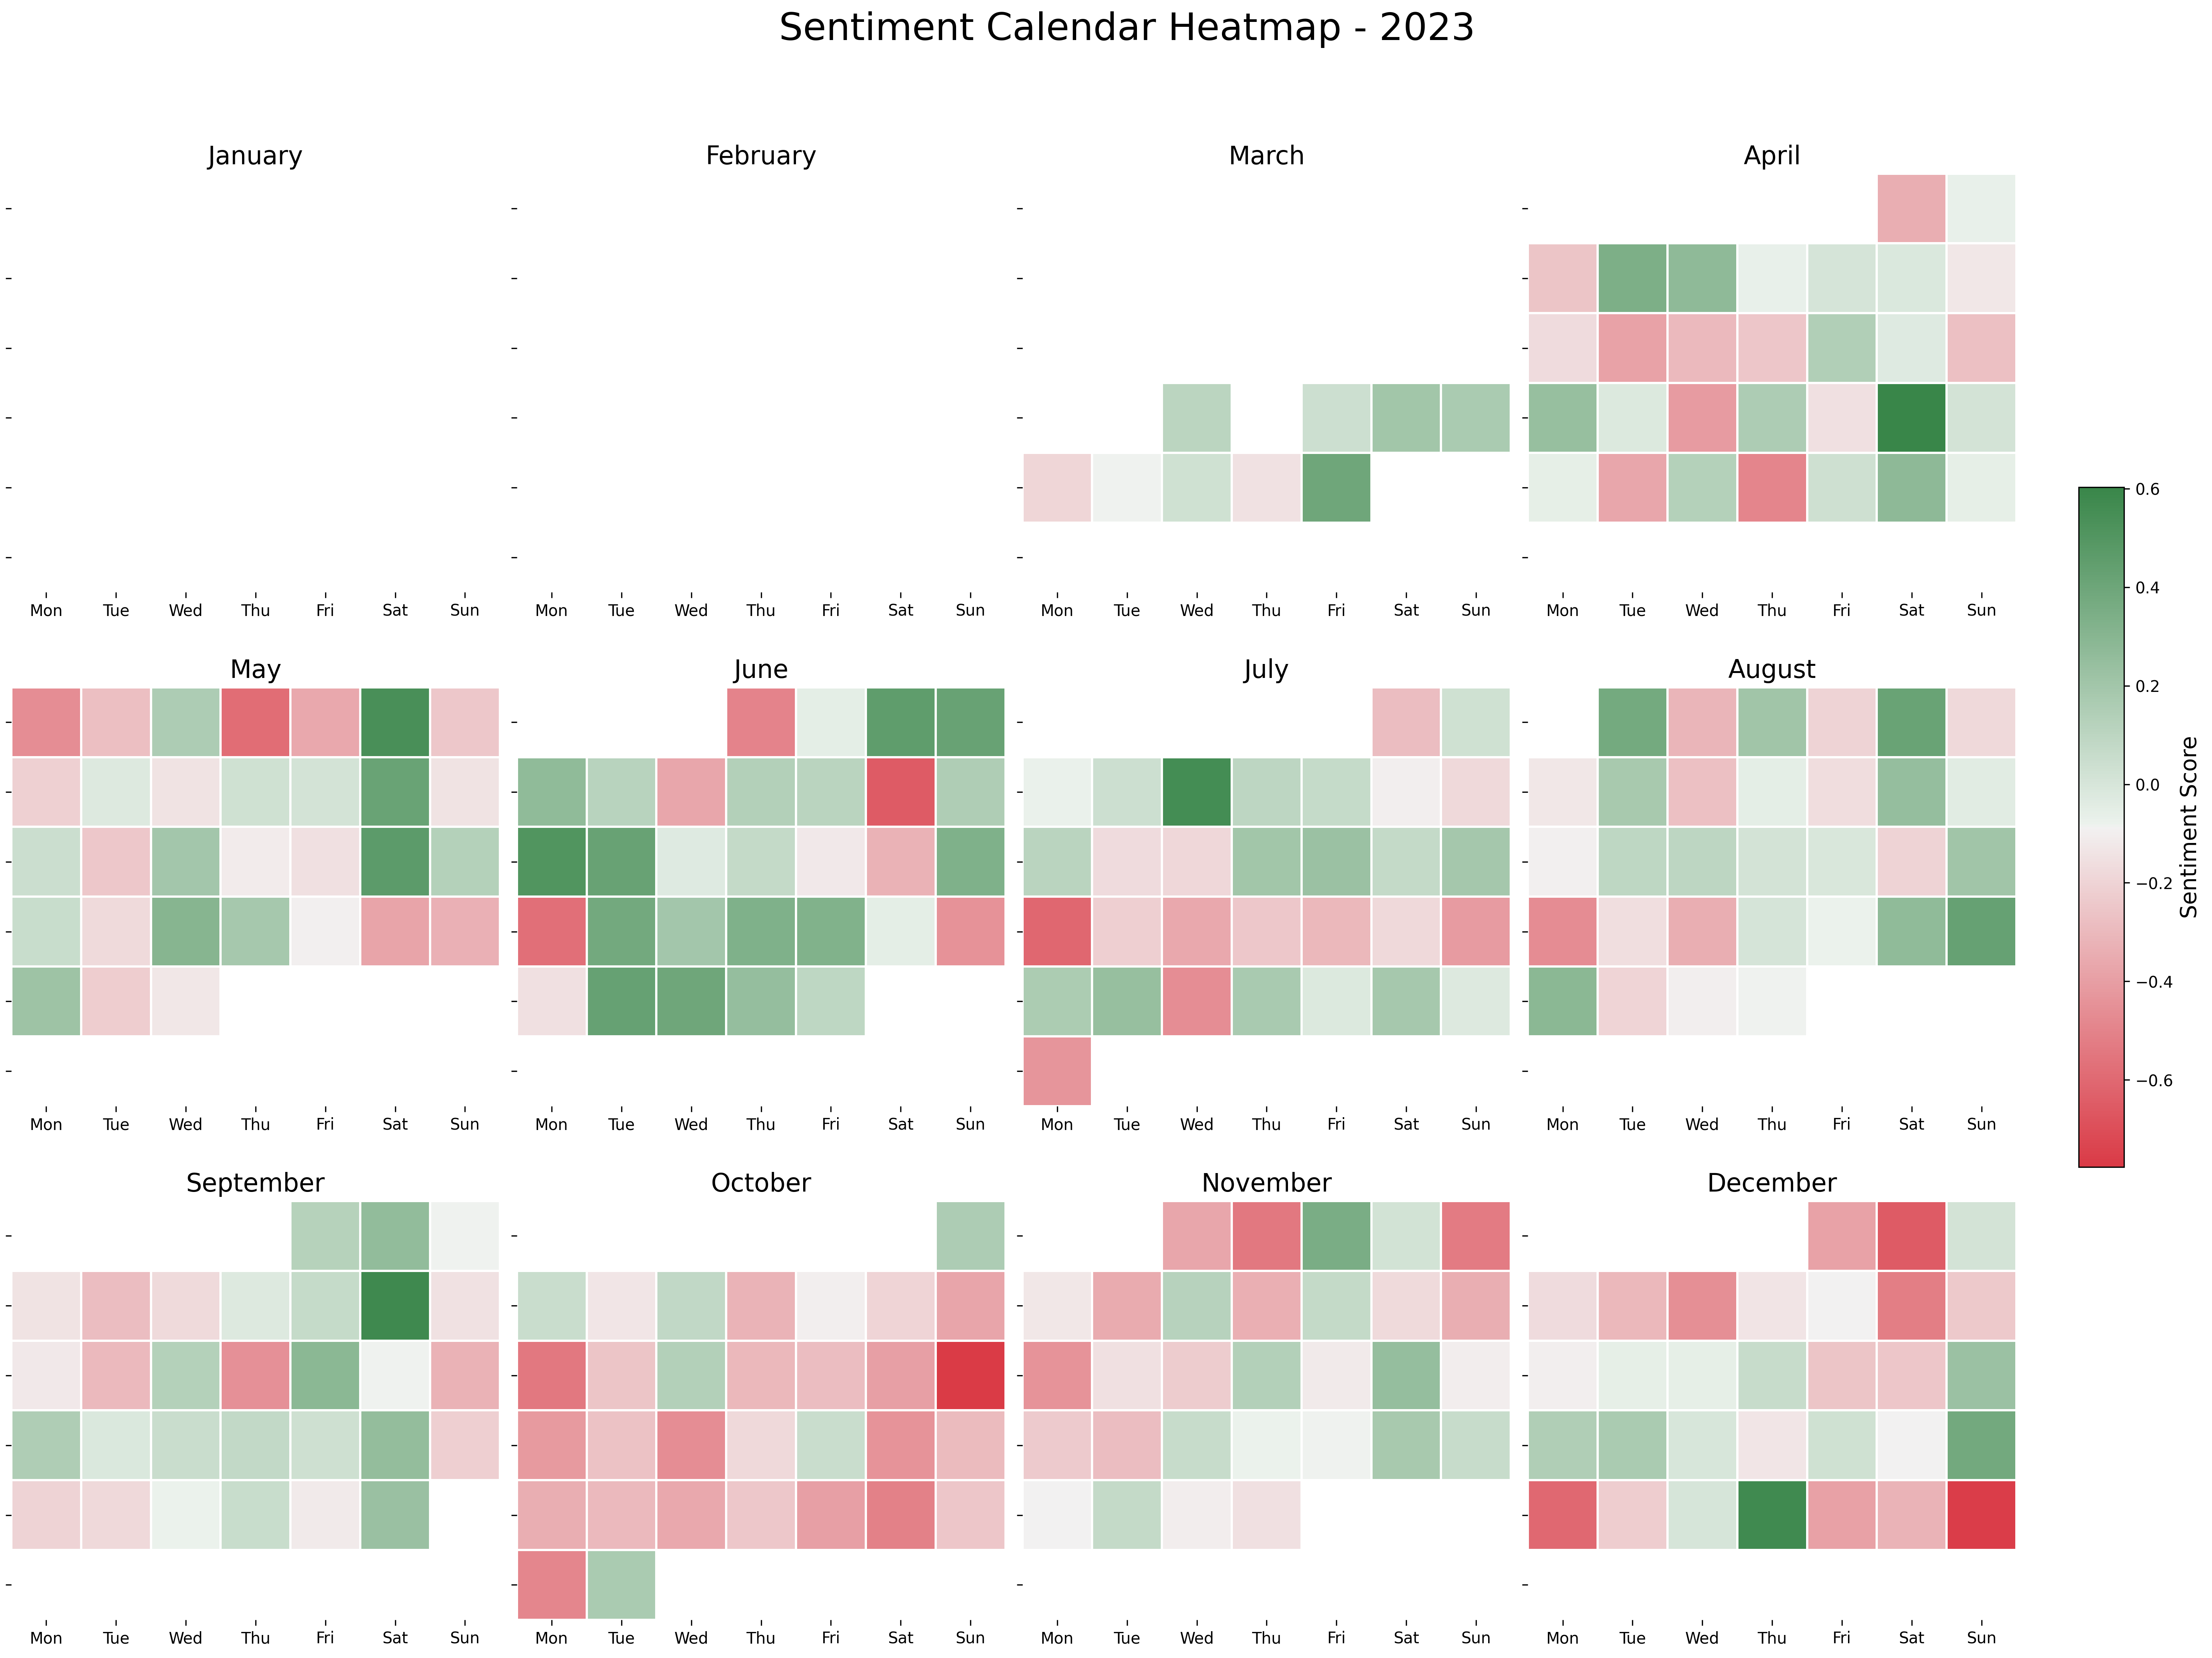 Sentiment Calendar Heatmap - 2023
January February March April
Mon Tue Wed Thu Fri Sat Sun Mon Tue Wed Thu Fri Sat Sun Mon Tue Wed Thu Fri Sat Sun Mon Tue Wed Thu Fri Sat Sun
May June July August
Mon Tue Wed Thu Fri Sat Sun Mon Tue Wed Thu Fri Sat Sun Mon Tue Wed Thu Fri Sat Sun Mon Tue Wed Thu Fri Sat Sun
September October November December
Mon Tue Wed Thu Fri Sat Sun Mon Tue Wed Thu Fri Sat Sun Mon Tue Wed Thu Fri Sat Sun Mon Tue Wed Thu Fri Sat Sun
0.6
0.4
0.2
0.0
−0.2
−0.4
−0.6
Sentiment Score